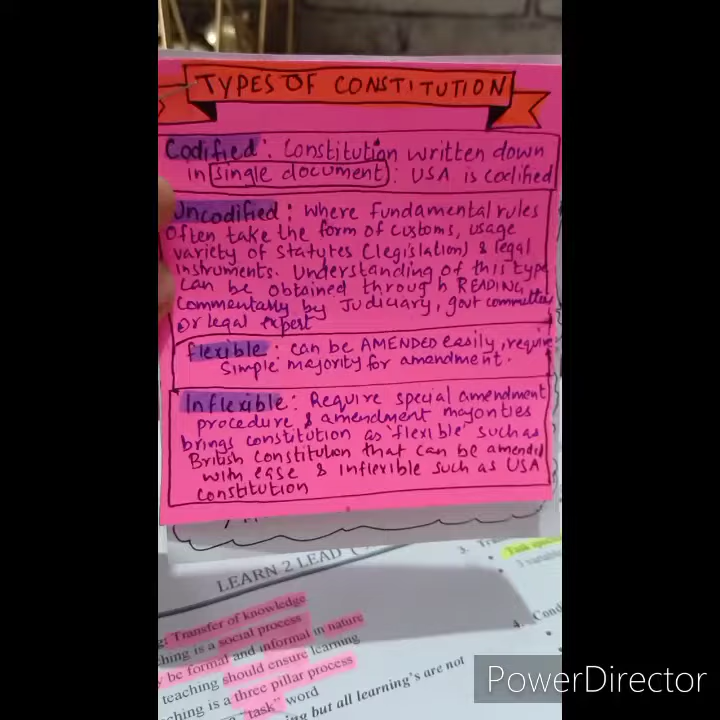 TYPES OF CONSTITUTION
Codified: Constitution written down
in single document: USA is codified
Uncodified: where fundamental rules
often take the form of customs, usage
variety of statutes (legislation) & legal
instruments. Understanding of this type
can be obtained through READING
commentary by Judiciary, govt committee
or legal expert
flexible: can be AMENDED easily, require
simple majority for amendment.
Inflexible: Require special amendment
procedure & amendment majorities
brings constitution as 'flexible' such as
British constitution that can be amended
with ease & inflexible such as USA
constitution
LEARN 2 LEAD
Transfer of knowledge
is a social process
be formal and informal in nature
teaching should ensure learning
is a three pillar process
"task" word
but all learning's are not
3.
Task
3
4.
PowerDirector